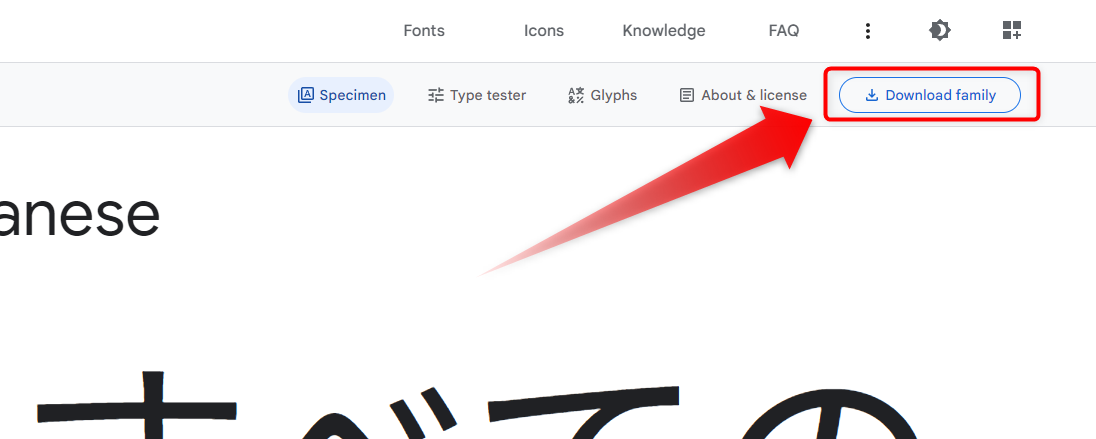 Fonts Icons Knowledge FAQ
Specimen Type tester Glyphs About & license Download family
anese
すべての